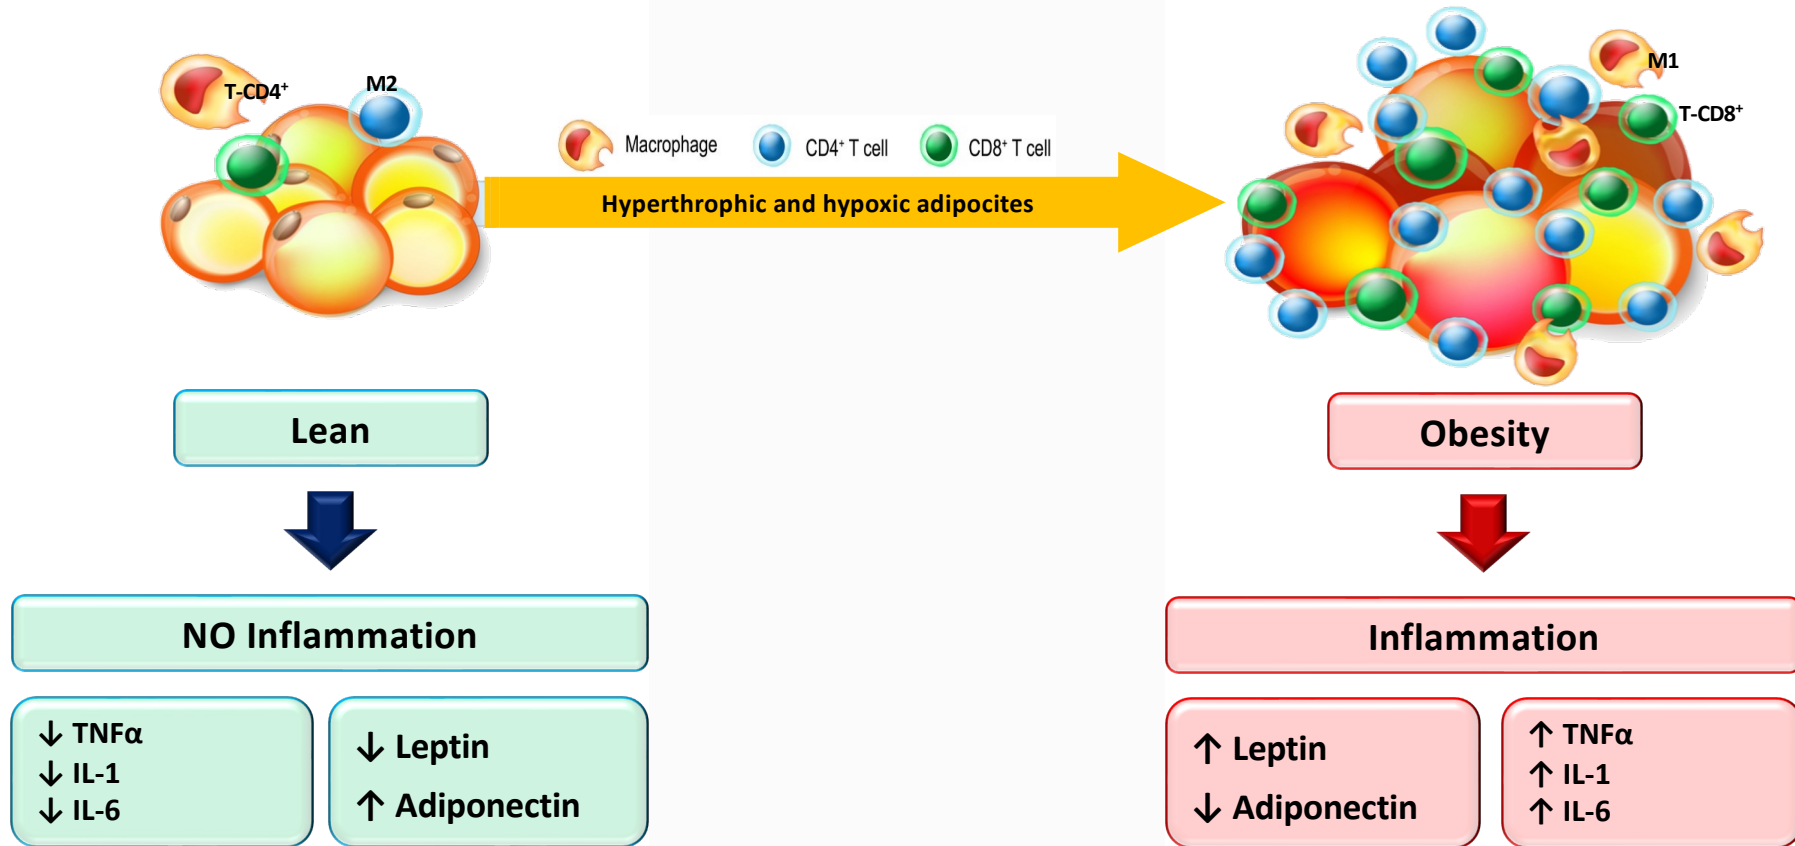 T-CD4⁺
M2
Macrophage
CD4⁺ T cell
CD8⁺ T cell
Hyperthrophic and hypoxic adipocites
M1
T-CD8⁺
Lean
Obesity
NO Inflammation
Inflammation
↓ TNFα
↓ IL-1
↓ IL-6
↓ Leptin
↑ Adiponectin
↑ Leptin
↓ Adiponectin
↑ TNFα
↑ IL-1
↑ IL-6